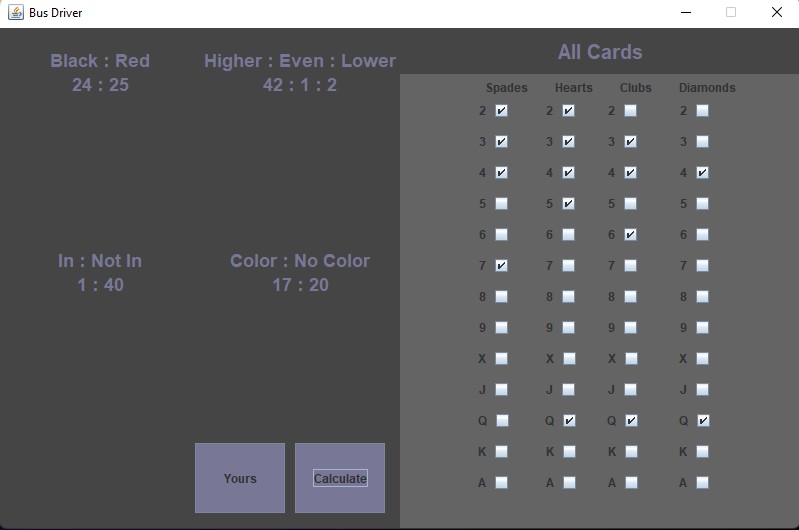 Bus Driver
Black : Red
24 : 25
Higher : Even : Lower
42 : 1 : 2
In : Not In
1 : 40
Color : No Color
17 : 20
Yours
Calculate
All Cards
Spades Hearts Clubs Diamonds
2 2 2 2
3 3 3 3
4 4 4 4
5 5 5 5
6 6 6 6
7 7 7 7
8 8 8 8
9 9 9 9
X X X X
J J J J
Q Q Q Q
K K K K
A A A A